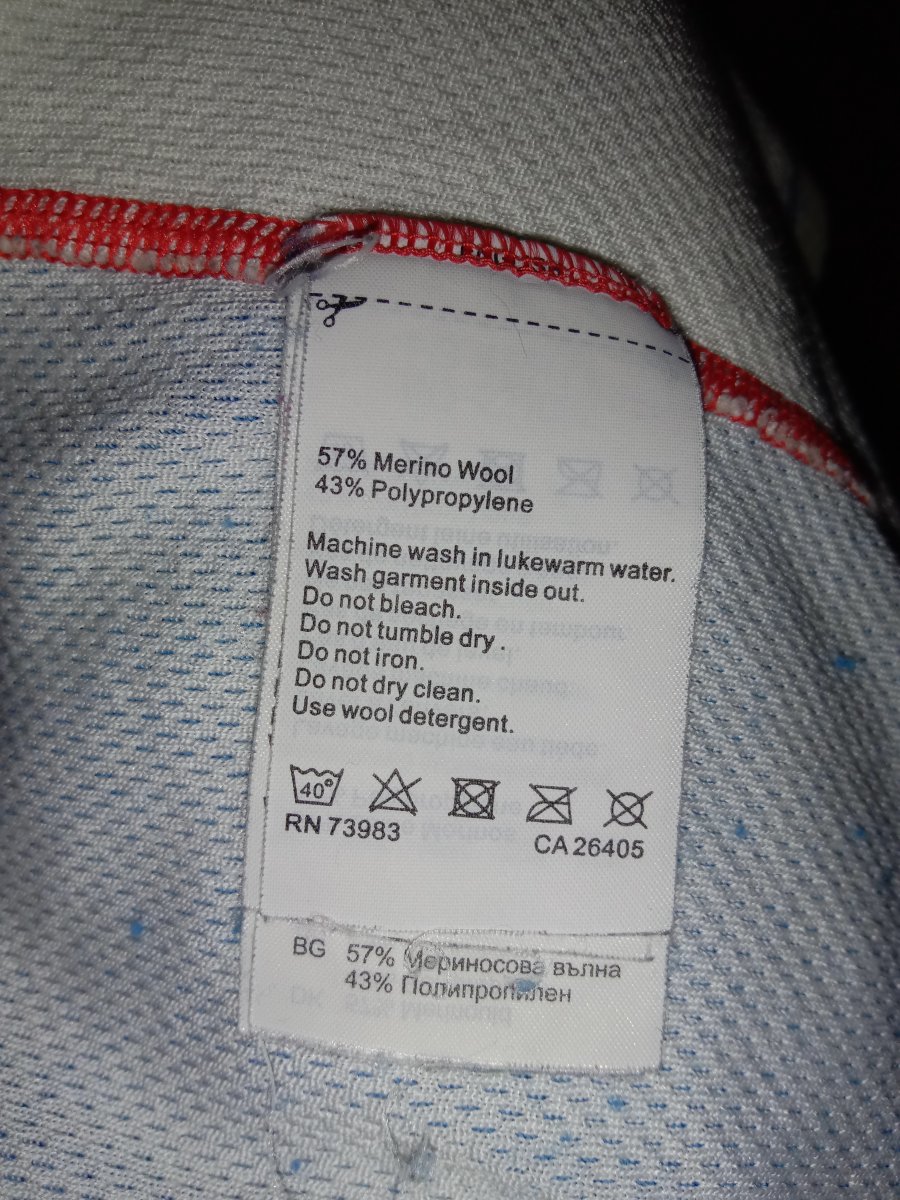 57% Merino Wool
43% Polypropylene
Machine wash in lukewarm water.
Wash garment inside out.
Do not bleach.
Do not tumble dry .
Do not iron.
Do not dry clean.
Use wool detergent.
40°
RN 73983
CA 26405
BG 57% Мериносова вълна
43% Полипропилен